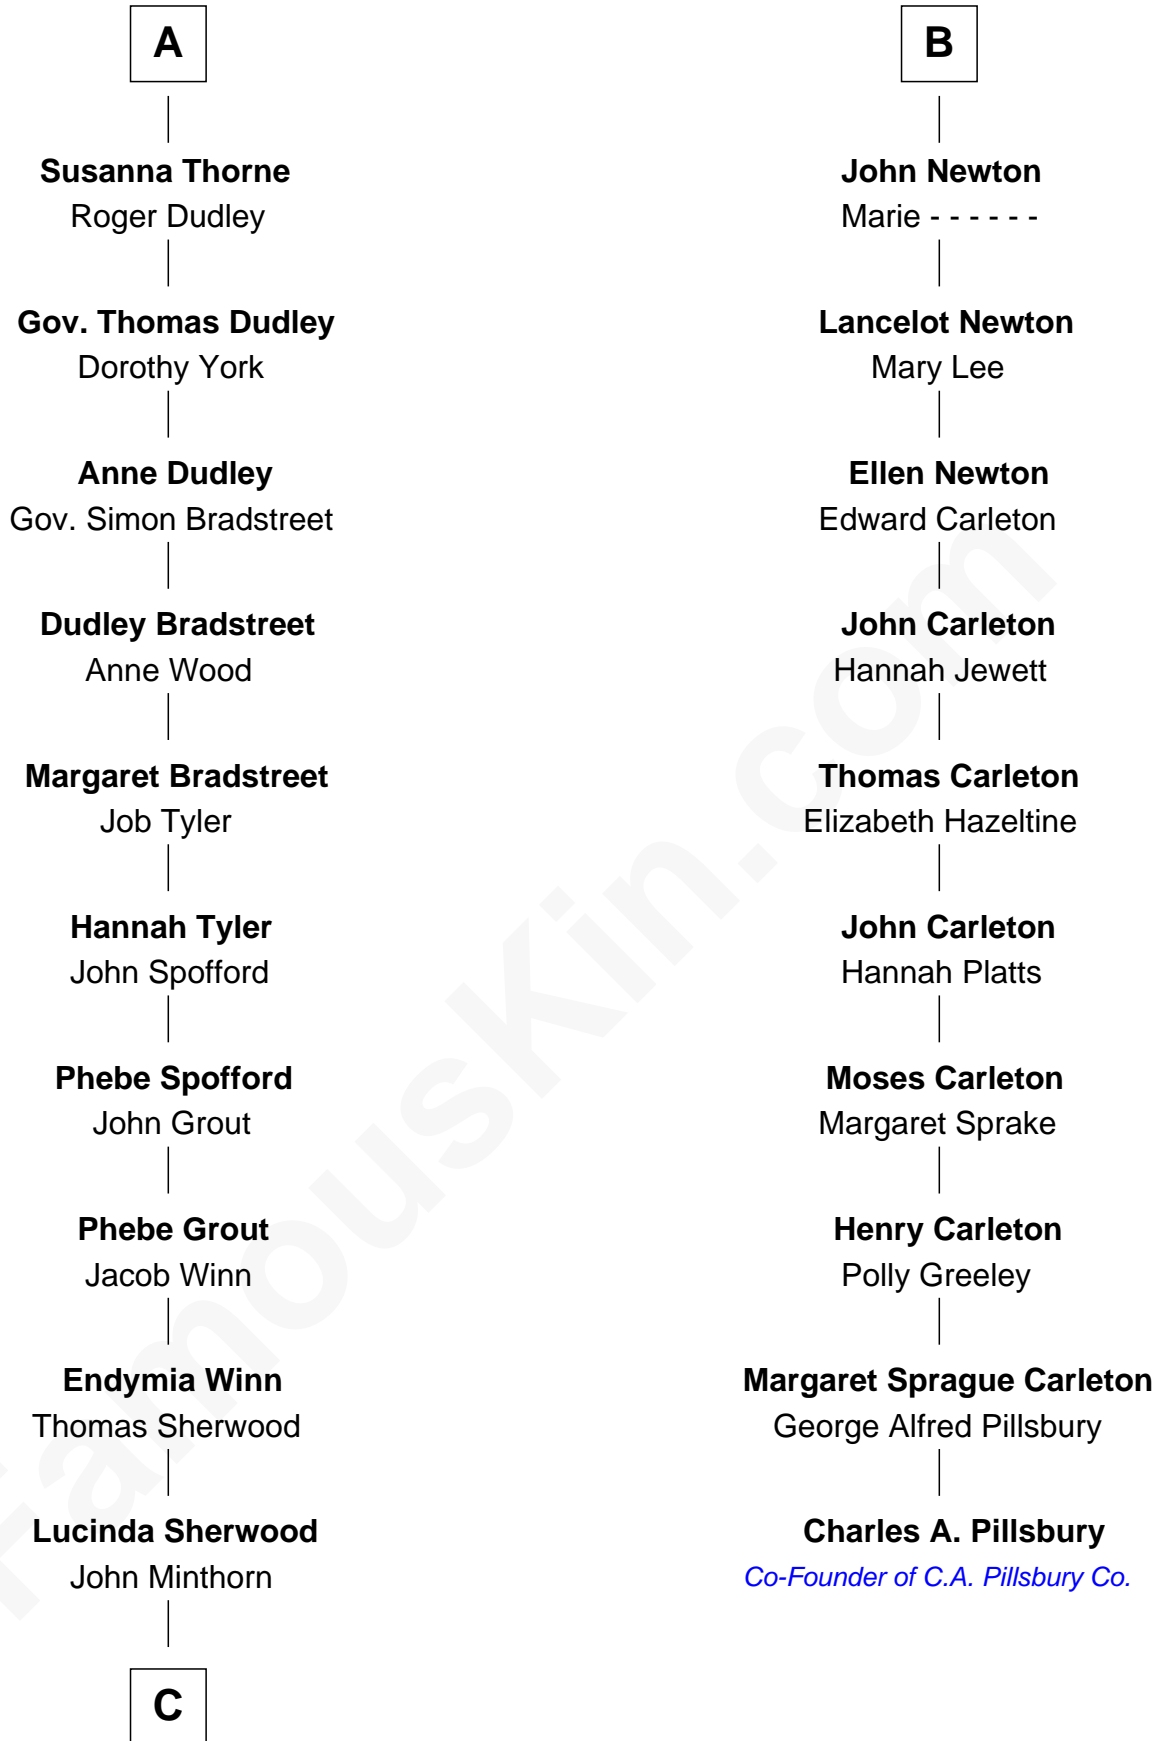 A
Susanna Thorne
Roger Dudley
Gov. Thomas Dudley
Dorothy York
Anne Dudley
Gov. Simon Bradstreet
Dudley Bradstreet
Anne Wood
Margaret Bradstreet
Job Tyler
Hannah Tyler
John Spofford
Phebe Spofford
John Grout
Phebe Grout
Jacob Winn
Endymia Winn
Thomas Sherwood
Lucinda Sherwood
John Minthorn
C
B
John Newton
Marie - - - - - -
Lancelot Newton
Mary Lee
Ellen Newton
Edward Carleton
John Carleton
Hannah Jewett
Thomas Carleton
Elizabeth Hazeltine
John Carleton
Hannah Platts
Moses Carleton
Margaret Sprake
Henry Carleton
Polly Greeley
Margaret Sprague Carleton
George Alfred Pillsbury
Charles A. Pillsbury
Co-Founder of C.A. Pillsbury Co.
FamousKin.com